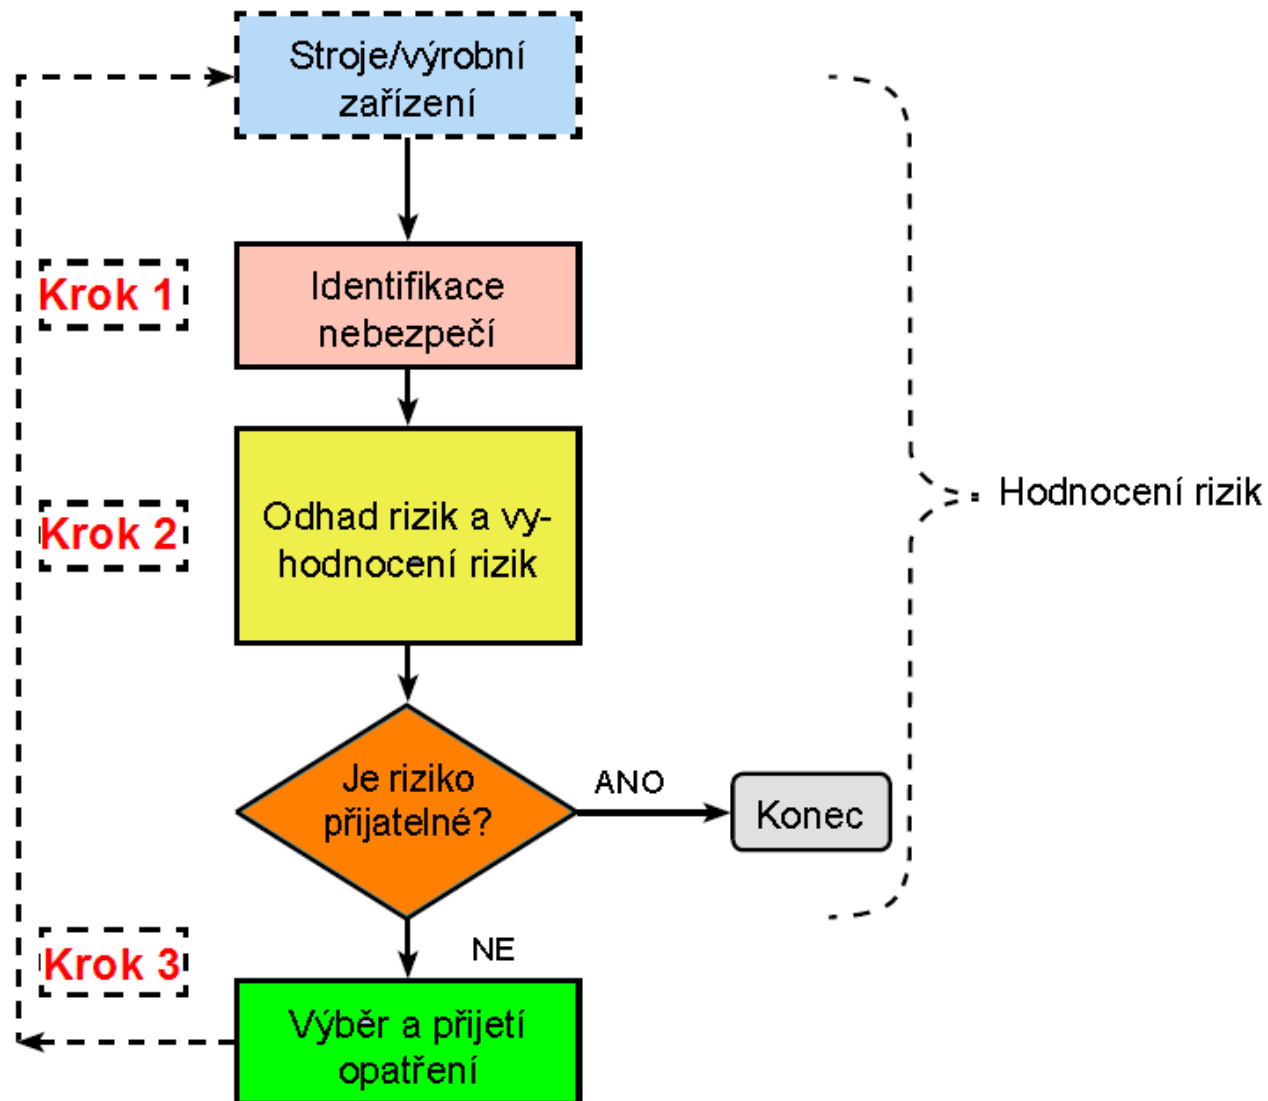 Stroje/výrobní
zařízení
Krok 1
Identifikace
nebezpečí
Krok 2
Odhad rizik a vy-
hodnocení rizik
Hodnocení rizik
Je riziko
přijatelné?
ANO
Konec
NE
Krok 3
Výběr a přijetí
opatření